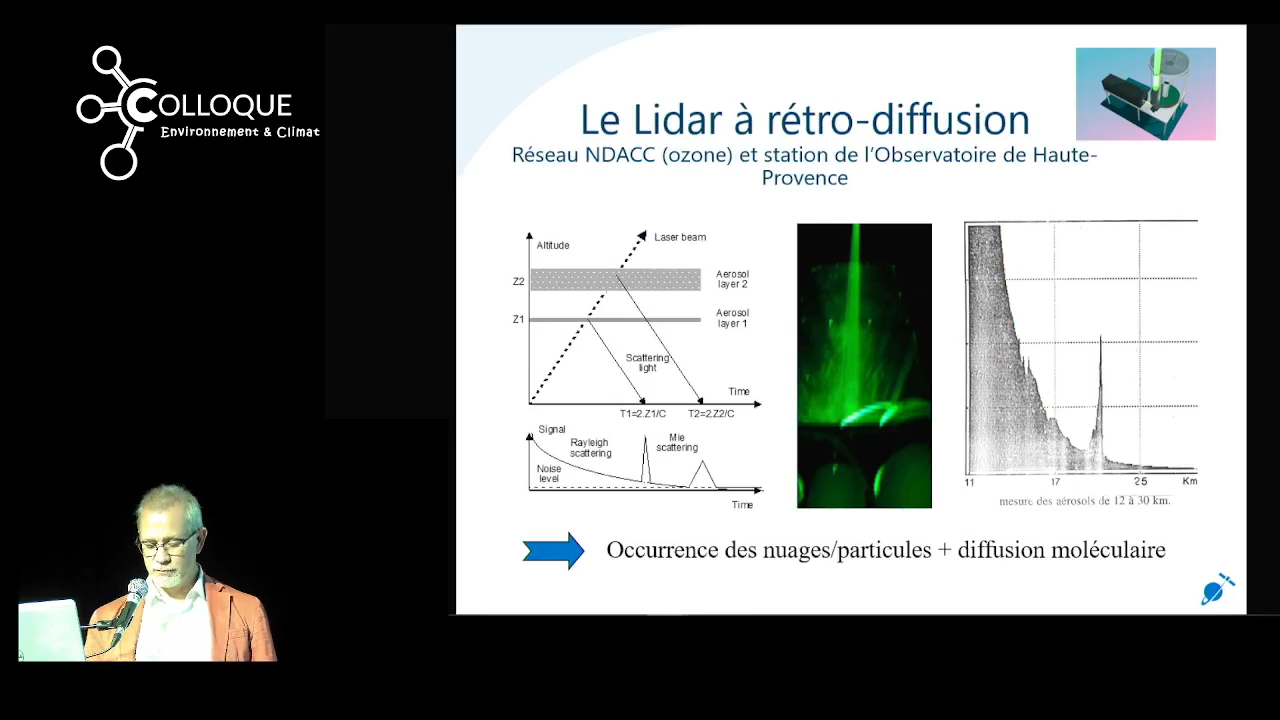 COLLOQUE
Environnement & Climat
Le Lidar à rétro-diffusion
Réseau NDACC (ozone) et station de l'Observatoire de Haute-
Provence
Altitude
Laser beam
Z2
Aerosol
layer 2
Z1
Aerosol
layer 1
Scattering
light
Time
T1=2.Z1/C
T2=2.Z2/C
Signal
Rayleigh
scattering
Mie
scattering
Noise
level
Time
11
17
25
Km
mesure des aérosols de 12 à 30 km.
Occurrence des nuages/particules + diffusion moléculaire